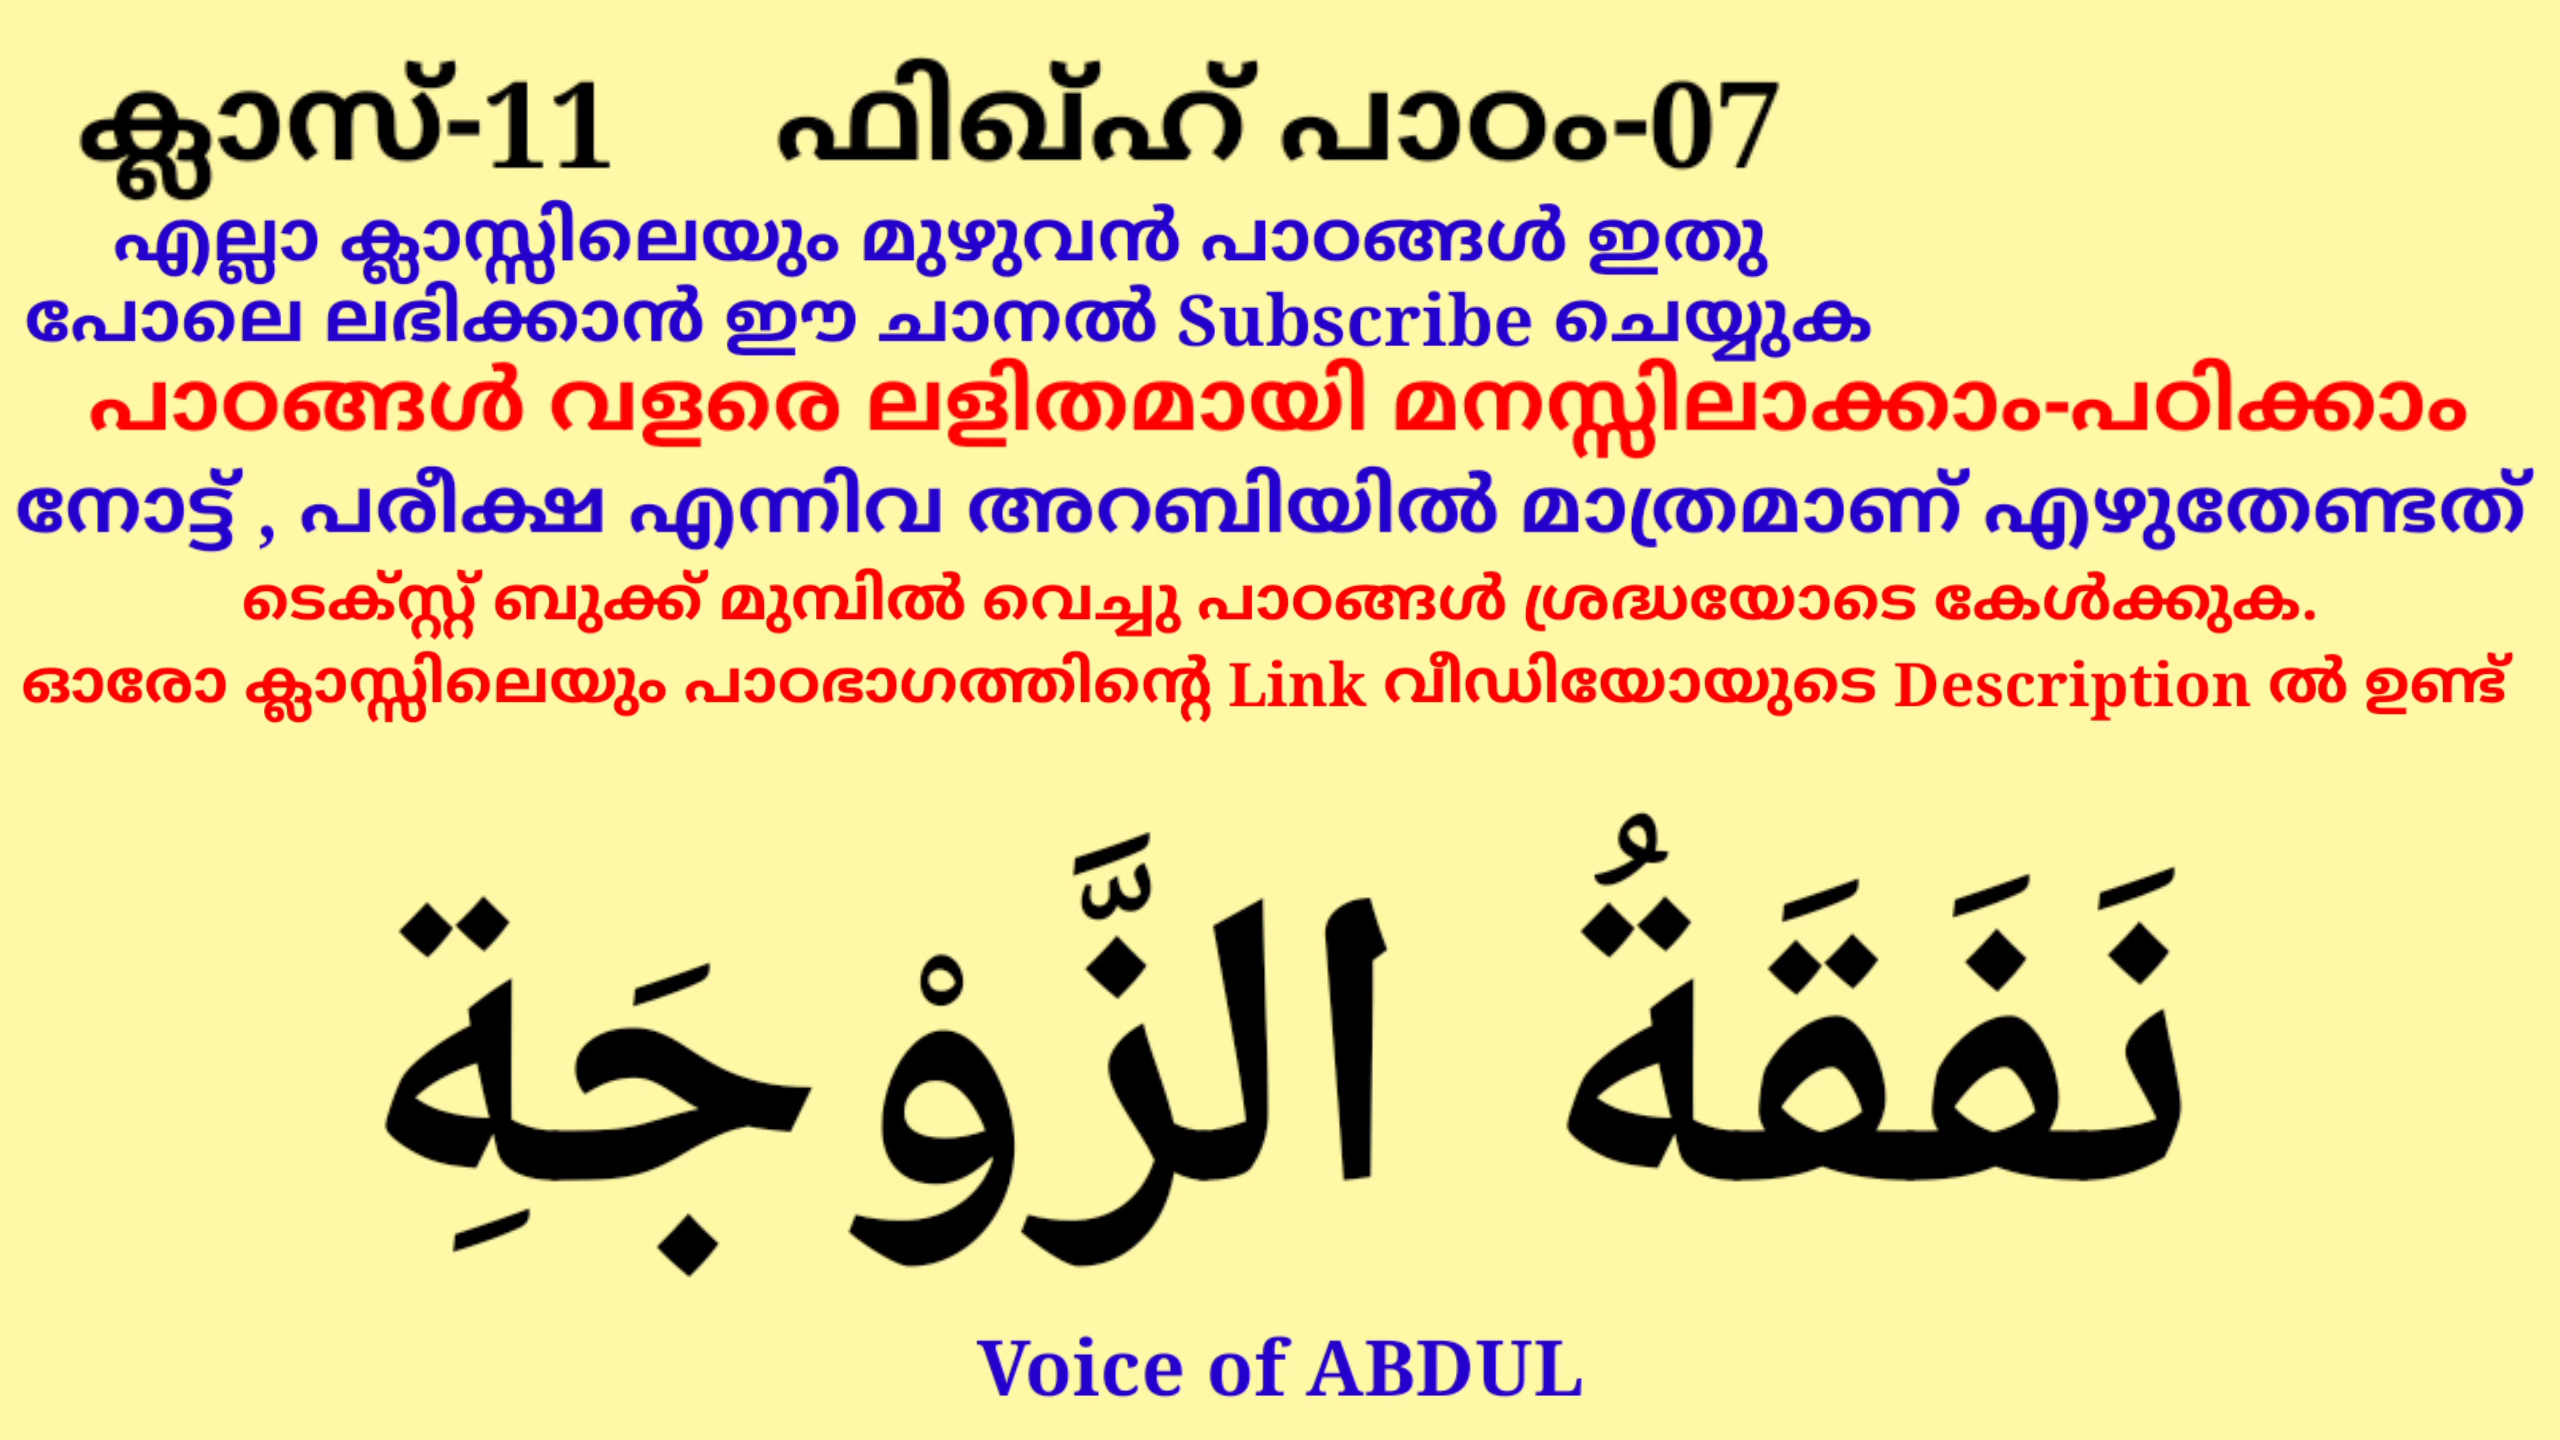 ക്ലാസ്-11 ഫിഖ്ഹ് പാഠം-07
എല്ലാ ക്ലാസ്സിലെയും മുഴുവൻ പാഠങ്ങൾ ഇതു
പോലെ ലഭിക്കാൻ ഈ ചാനൽ Subscribe ചെയ്യുക
പാഠങ്ങൾ വളരെ ലളിതമായി മനസ്സിലാക്കാം-പഠിക്കാം
നോട്ട് , പരീക്ഷ എന്നിവ അറബിയിൽ മാത്രമാണ് എഴുതേണ്ടത്
ടെക്സ്റ്റ് ബുക്ക് മുമ്പിൽ വെച്ചു പാഠങ്ങൾ ശ്രദ്ധയോടെ കേൾക്കുക.
ഓരോ ക്ലാസ്സിലെയും പാഠഭാഗത്തിന്റെ Link വീഡിയോയുടെ Description ൽ ഉണ്ട്
نَفَقَةُ الزَّوْجَةِ
Voice of ABDUL